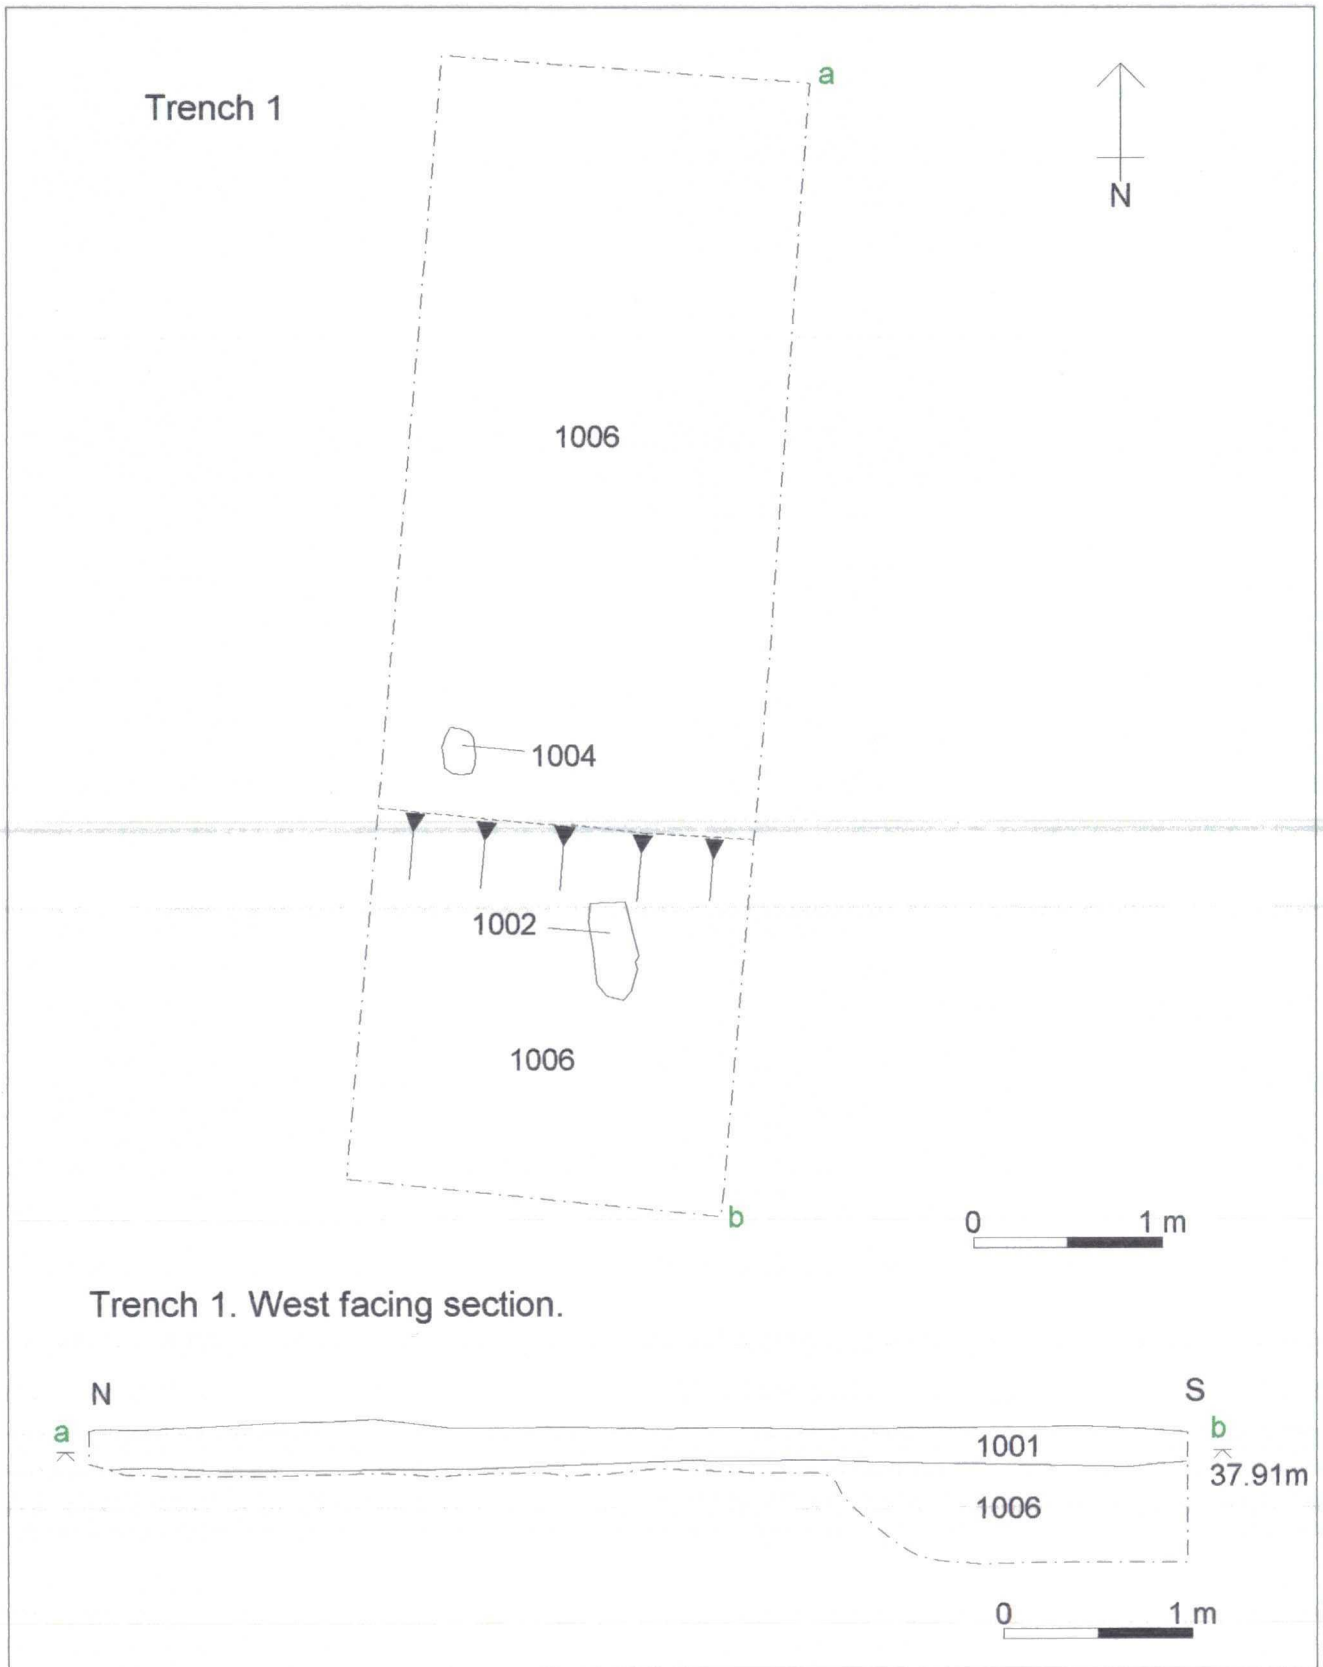 a
Trench 1
N
1006
1004
1002
1006
b
0 1 m
Trench 1. West facing section.
N S
a b
1001
37.91m
1006
0 1 m